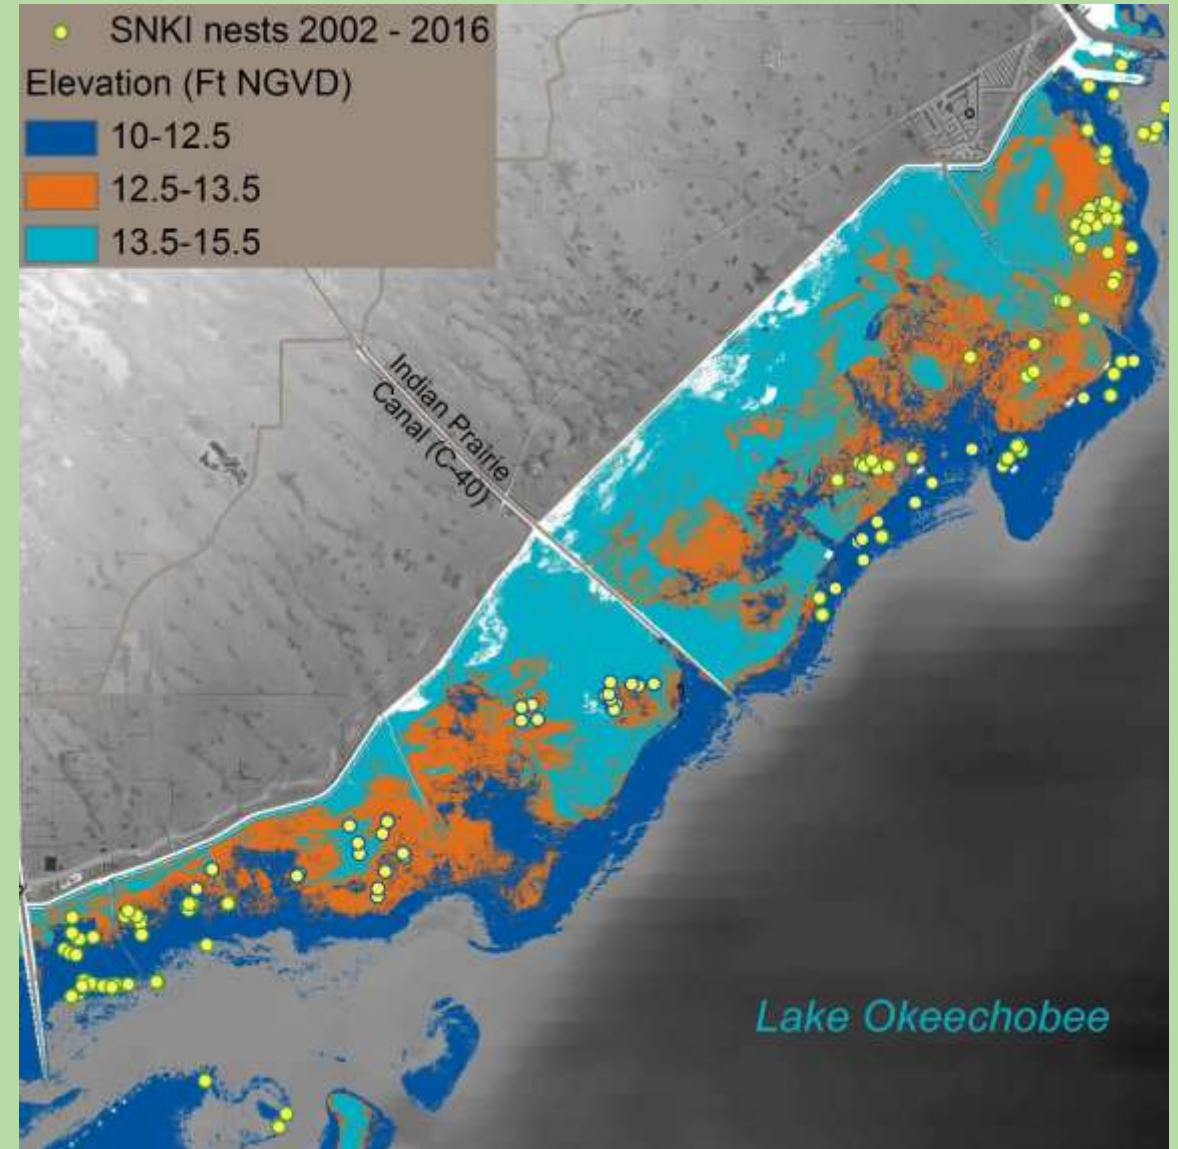 SNKI nests 2002 - 2016
Elevation (Ft NGVD)
10-12.5
12.5-13.5
13.5-15.5
Indian Prairie
Canal (C-40)
Lake Okeechobee